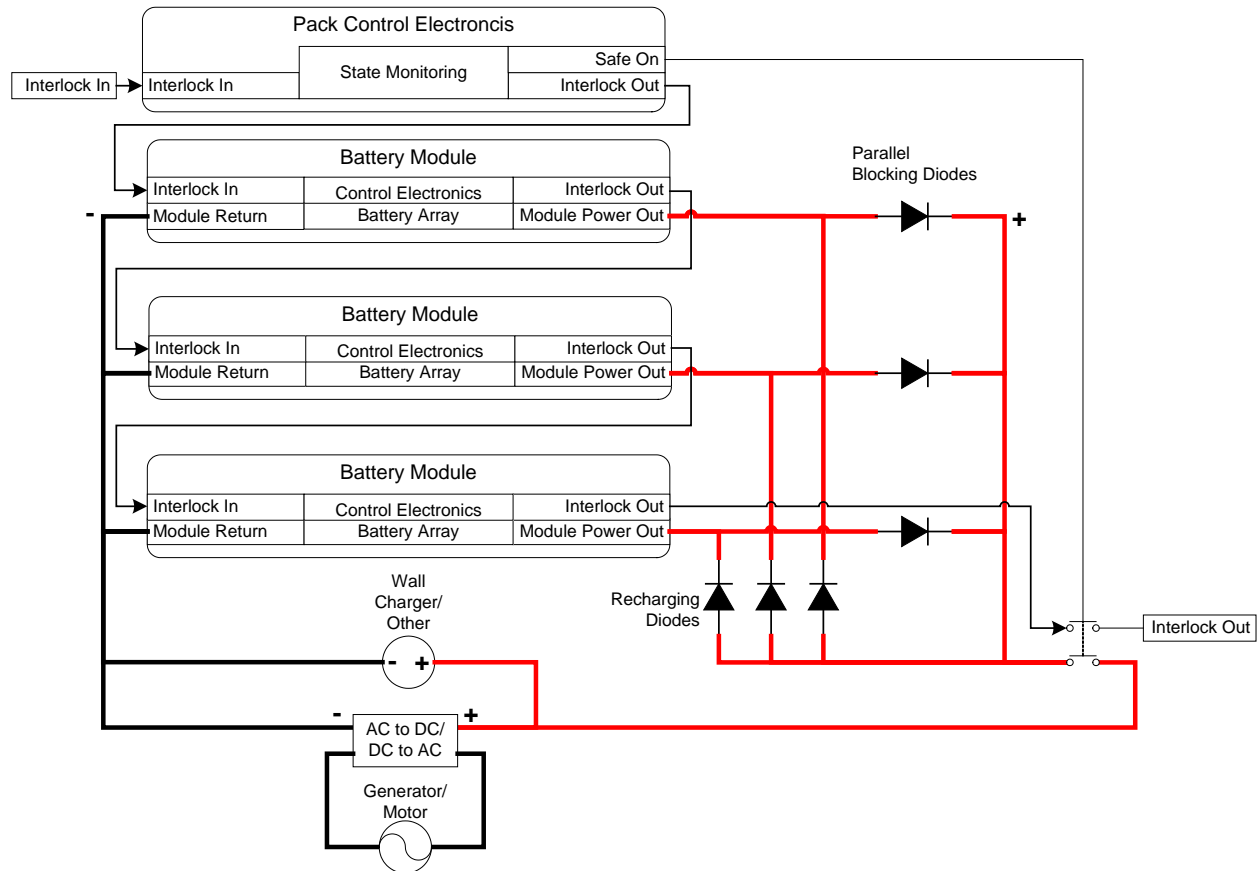 Pack Control Electroncis
Safe On
State Monitoring
Interlock In
Interlock In
Interlock Out
Battery Module
Interlock In
Control Electronics
Interlock Out
Module Return
Battery Array
Module Power Out
-
Parallel
Blocking Diodes
+
Battery Module
Interlock In
Control Electronics
Interlock Out
Module Return
Battery Array
Module Power Out
Battery Module
Interlock In
Control Electronics
Interlock Out
Module Return
Battery Array
Module Power Out
Wall
Charger/
Other
- +
Recharging
Diodes
Interlock Out
-
+
AC to DC/
DC to AC
Generator/
Motor